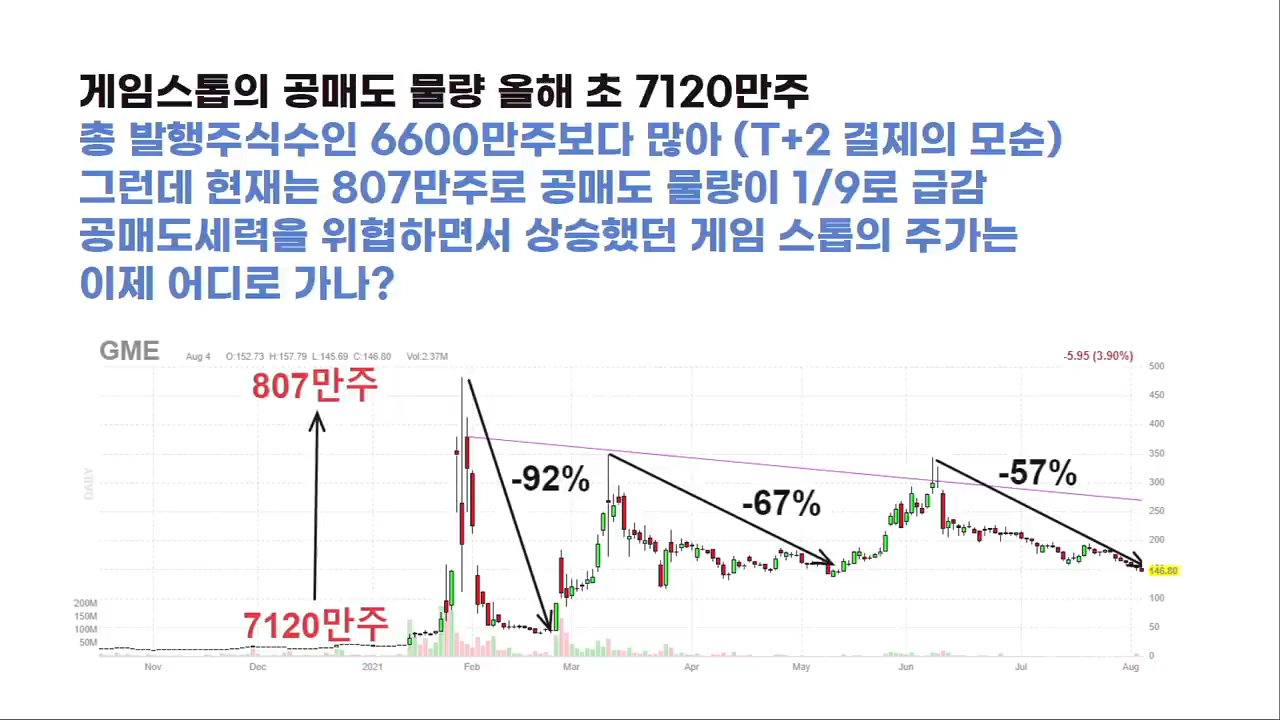 게임스톱의 공매도 물량 올해 초 7120만주
총 발행주식수인 6600만주보다 많아 (T+2 결제의 모순)
그런데 현재는 807만주로 공매도 물량이 1/9로 급감
공매도세력을 위협하면서 상승했던 게임 스톱의 주가는
이제 어디로 가나?
GME Aug 4 O:152.73 H:157.79 L:145.69 C:146.80 Vol:2.37M -5.95 (3.90%)
807만주
7120만주
-92%
-67%
-57%
DAILY
500
450
400
350
300
250
200
150
146.80
100
50
0
200M
150M
100M
50M
Nov Dec 2021 Feb Mar Apr May Jun Jul Aug